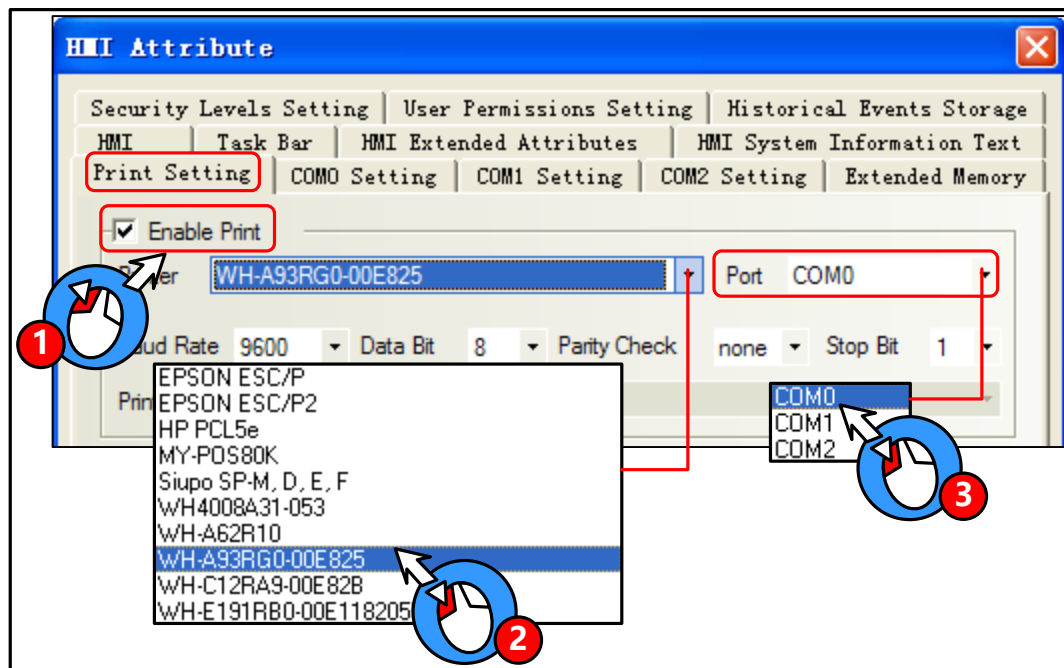 HMI Attribute
Security Levels Setting User Permissions Setting Historical Events Storage
HMI Task Bar HMI Extended Attributes HMI System Information Text
Print Setting COM0 Setting COM1 Setting COM2 Setting Extended Memory
Enable Print
WH-A93RG0-00E825 Port COM0
1
aud Rate 9600 Data Bit 8 Parity Check none Stop Bit 1
Prin
EPSON ESC/P
EPSON ESC/P2
HP PCL5e
MY-POS80K
Siupo SP-M, D, E, F
WH4008A31-053
WH-A62R10
WH-A93RG0-00E825
WH-C12RA9-00E82B
WH-E191RB0-00E118205
2
COM0
COM1
COM2
3